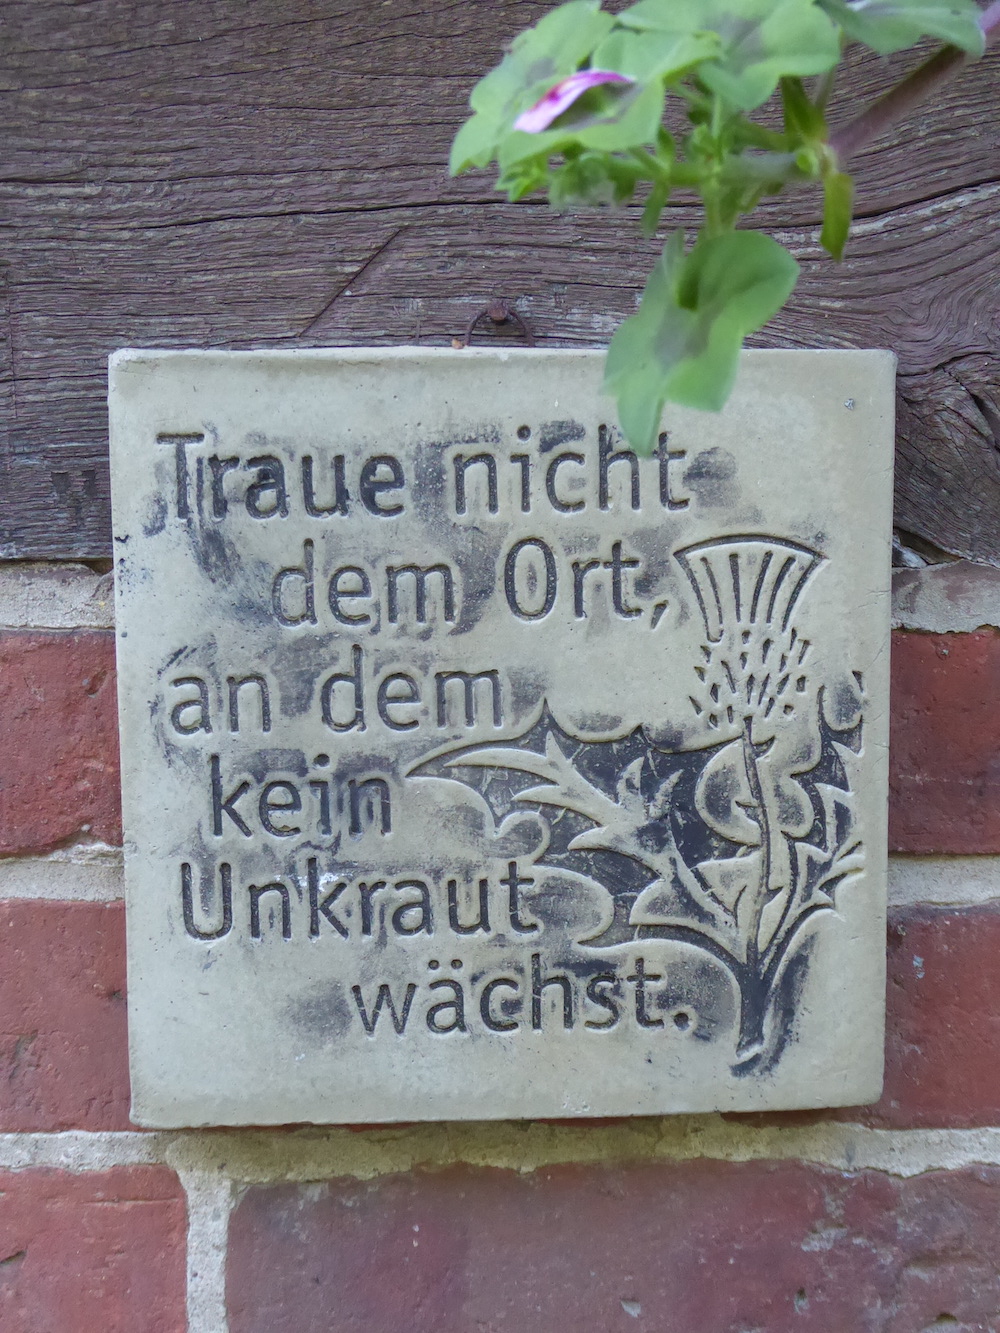 Traue nicht
dem Ort,
an dem
kein
Unkraut
wächst.